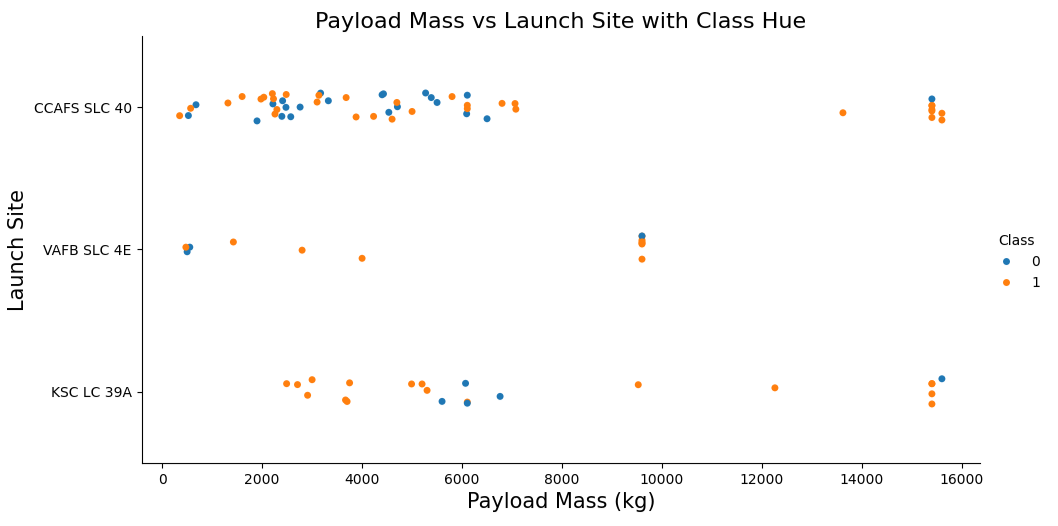 Payload Mass vs Launch Site with Class Hue
CCAFS SLC 40
VAFB SLC 4E
KSC LC 39A
Launch Site
0 2000 4000 6000 8000 10000 12000 14000 16000
Payload Mass (kg)
Class
0
1